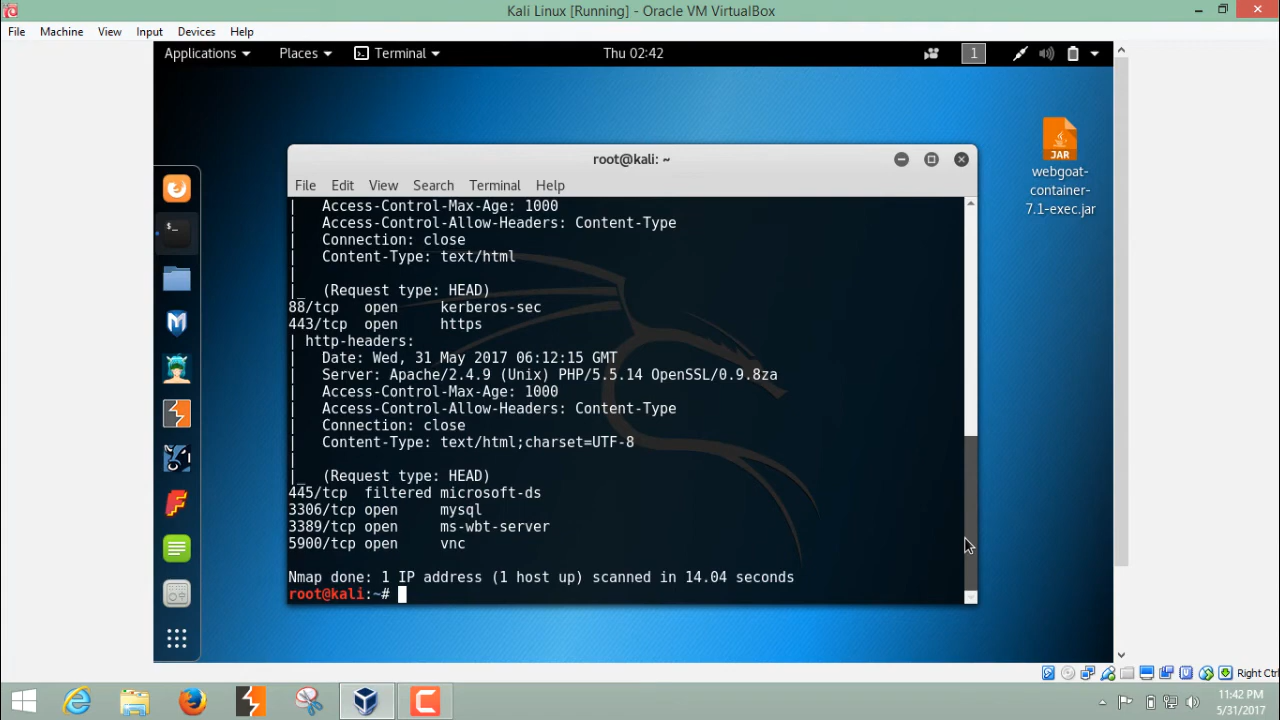 Kali Linux [Running] - Oracle VM VirtualBox
File Machine View Input Devices Help
Applications Places Terminal Thu 02:42 1
JAR
webgoat-
container-
7.1-exec.jar
root@kali: ~
File Edit View Search Terminal Help
|   Access-Control-Max-Age: 1000
|   Access-Control-Allow-Headers: Content-Type
|   Connection: close
|   Content-Type: text/html
|
|_  (Request type: HEAD)
88/tcp   open     kerberos-sec
443/tcp  open     https
| http-headers:
|   Date: Wed, 31 May 2017 06:12:15 GMT
|   Server: Apache/2.4.9 (Unix) PHP/5.5.14 OpenSSL/0.9.8za
|   Access-Control-Max-Age: 1000
|   Access-Control-Allow-Headers: Content-Type
|   Connection: close
|   Content-Type: text/html;charset=UTF-8
|
|_  (Request type: HEAD)
445/tcp  filtered microsoft-ds
3306/tcp open     mysql
3389/tcp open     ms-wbt-server
5900/tcp open     vnc
Nmap done: 1 IP address (1 host up) scanned in 14.04 seconds
root@kali:~#
Right Ctrl
11:42 PM
5/31/2017